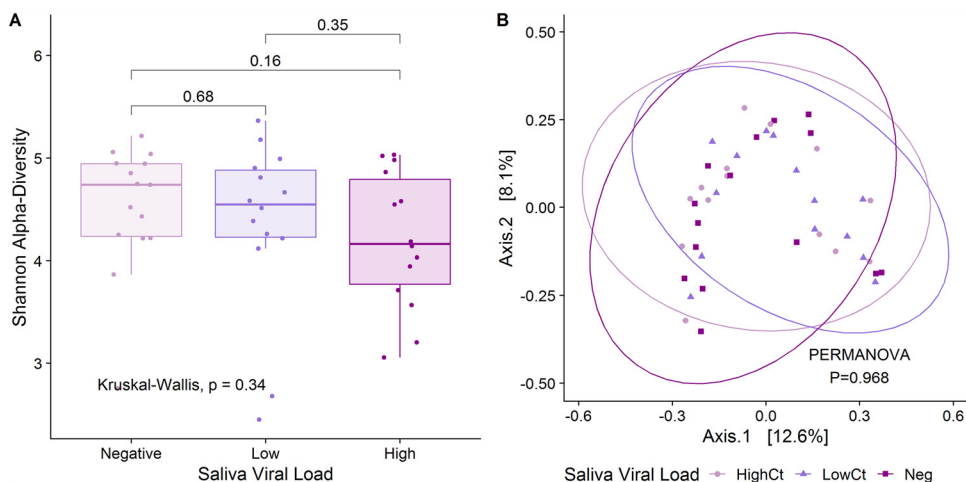 A
0.35
0.16
0.68
6
5
4
3
Shannon Alpha-Diversity
Kruskal-Wallis, p = 0.34
Negative Low High
Saliva Viral Load
B
0.50
0.25
0.00
-0.25
-0.50
Axis.2 [8.1%]
PERMANOVA
P=0.968
-0.6 -0.3 0.0 0.3 0.6
Axis.1 [12.6%]
Saliva Viral Load HighCt LowCt Neg